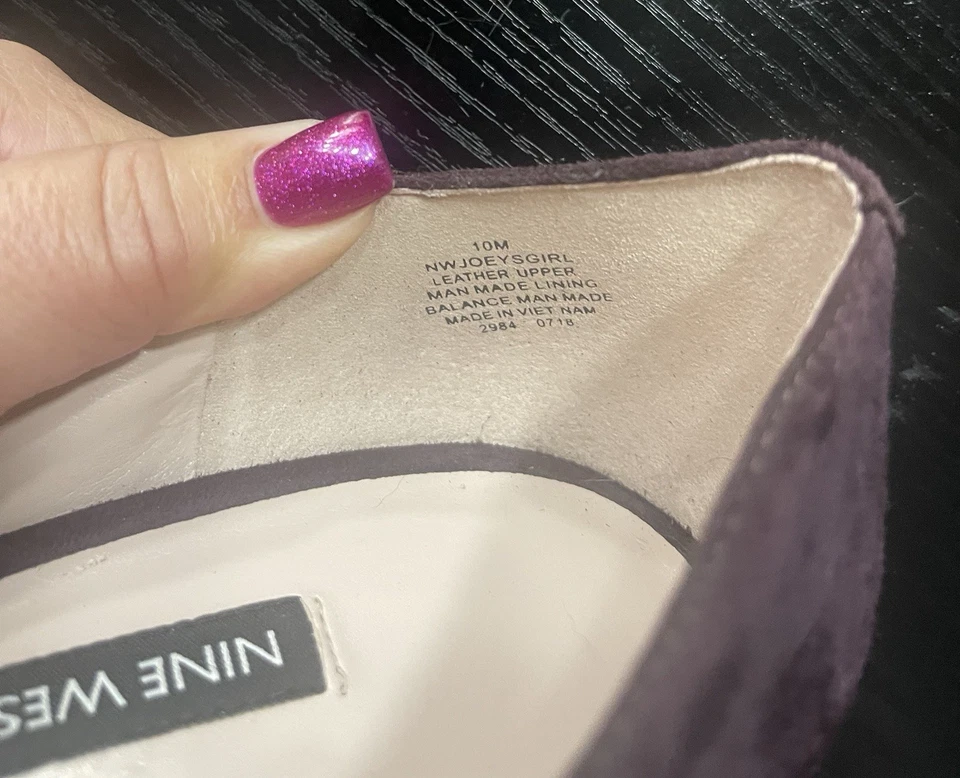 10M
NWJOEYSGIRL
LEATHER UPPER
MAN MADE LINING
BALANCE MAN MADE
MADE IN VIET NAM
2984 0718
NINE WES